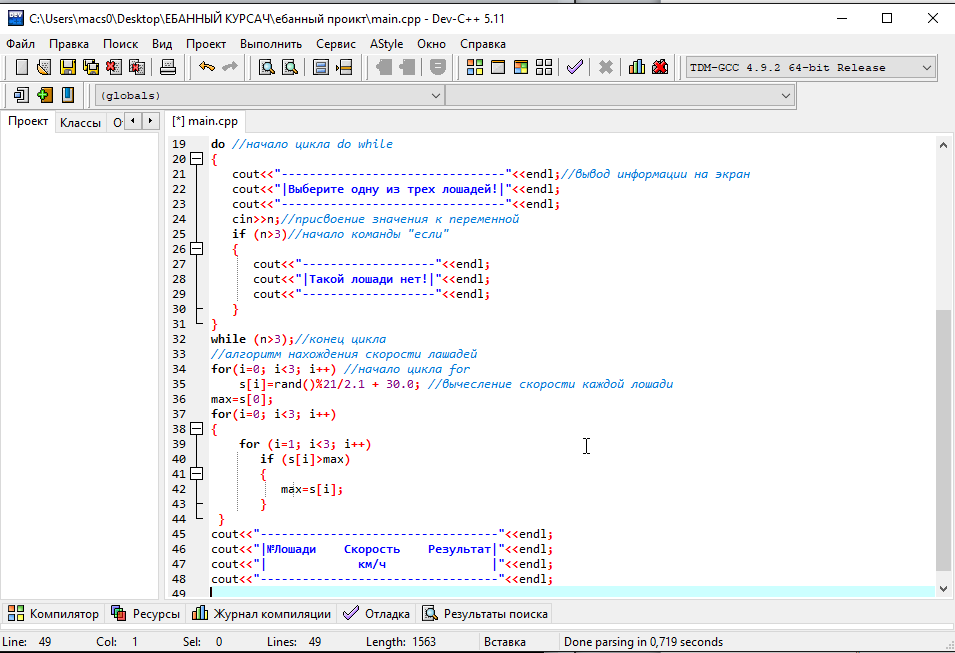 C:\Users\macs0\Desktop\ЕБАННЫЙ КУРСАЧ\ебанный проикт\main.cpp - Dev-C++ 5.11
Файл Правка Поиск Вид Проект Выполнить Сервис AStyle Окно Справка
TDM-GCC 4.9.2 64-bit Release
(globals)
Проект Классы О
[*] main.cpp
19 do //начало цикла do while
20 {
21 cout<<"--------------------------------"<<endl;//вывод информации на экран
22 cout<<"|Выберите одну из трех лошадей!|"<<endl;
23 cout<<"--------------------------------"<<endl;
24 cin>>n;//присвоение значения к переменной
25 if (n>3)//начало команды "если"
26 {
27 cout<<"-------------------"<<endl;
28 cout<<"|Такой лошади нет!|"<<endl;
29 cout<<"-------------------"<<endl;
30 }
31 }
32 while (n>3);//конец цикла
33 //алгоритм нахождения скорости лашадей
34 for(i=0; i<3; i++) //начало цикла for
35 s[i]=rand()%21/2.1 + 30.0; //вычесление скорости каждой лошади
36 max=s[0];
37 for(i=0; i<3; i++)
38 {
39 for (i=1; i<3; i++)
40 if (s[i]>max)
41 {
42 max=s[i];
43 }
44 }
45 cout<<"----------------------------------"<<endl;
46 cout<<"|№Лошади    Скорость    Результат|"<<endl;
47 cout<<"|             км/ч               |"<<endl;
48 cout<<"----------------------------------"<<endl;
49
Компилятор Ресурсы Журнал компиляции Отладка Результаты поиска
Line: 49 Col: 1 Sel: 0 Lines: 49 Length: 1563 Вставка Done parsing in 0,719 seconds